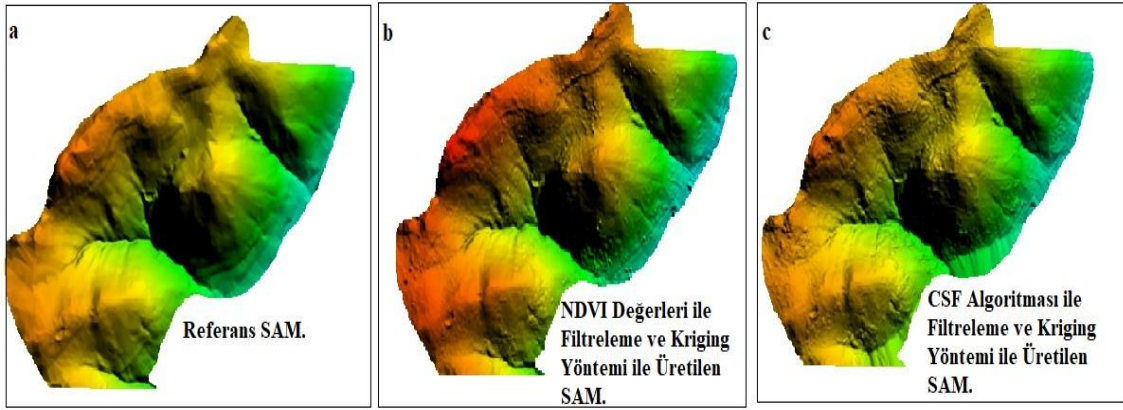 a
Referans SAM.
b
NDVI Değerleri ile
Filtreleme ve Kriging
Yöntemi ile Üretilen
SAM.
c
CSF Algoritması ile
Filtreleme ve Kriging
Yöntemi ile Üretilen
SAM.